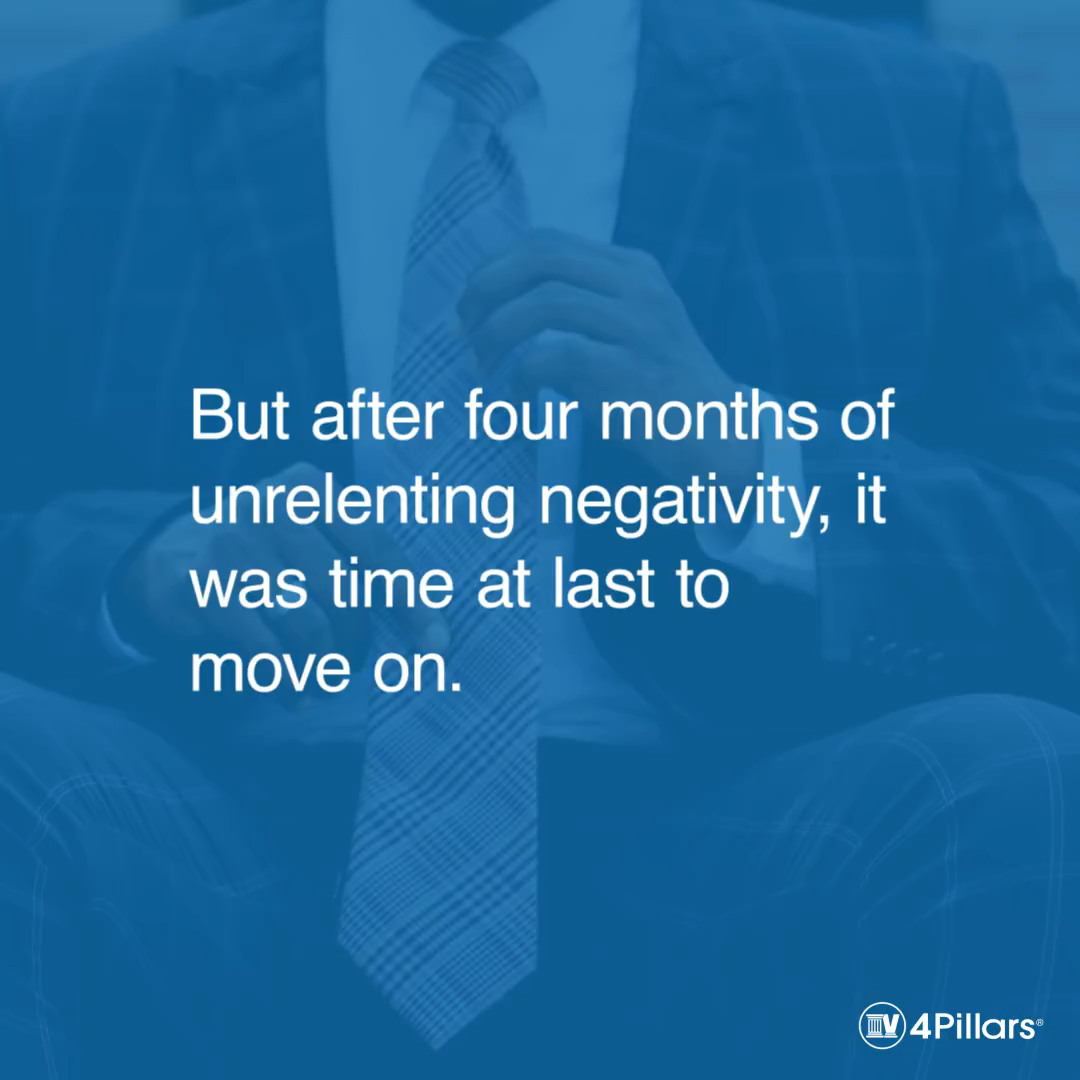 But after four months of
unrelenting negativity, it
was time at last to
move on.
4Pillars®